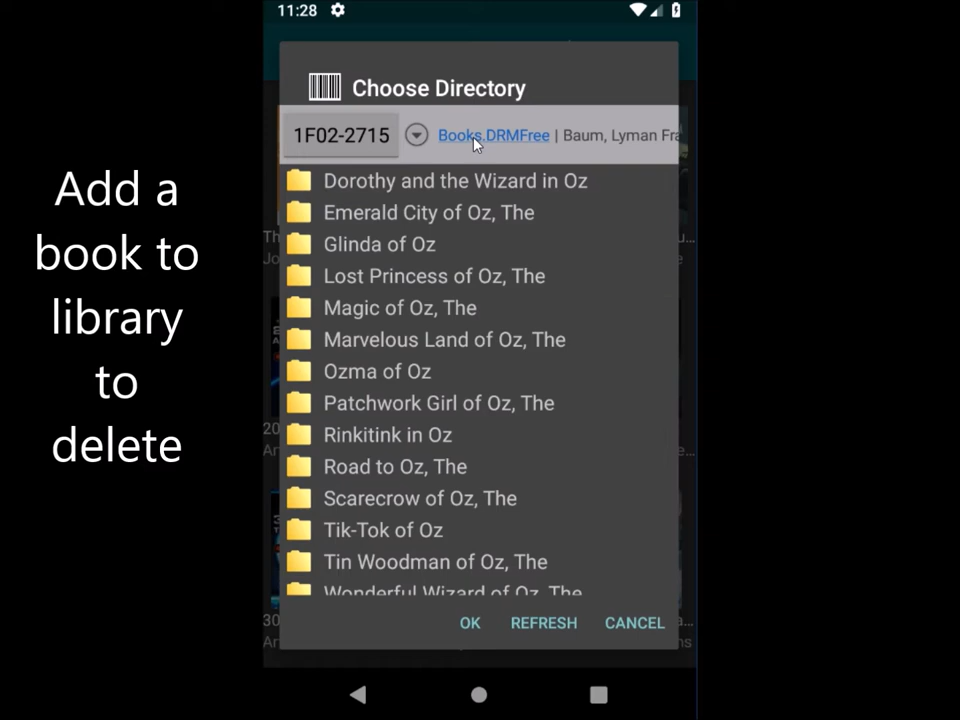 11:28
Choose Directory
1F02-2715 Books.DRMFree | Baum, Lyman Fra
Add a
book to
library
to
delete
Dorothy and the Wizard in Oz
Emerald City of Oz, The
Glinda of Oz
Lost Princess of Oz, The
Magic of Oz, The
Marvelous Land of Oz, The
Ozma of Oz
Patchwork Girl of Oz, The
Rinkitink in Oz
Road to Oz, The
Scarecrow of Oz, The
Tik-Tok of Oz
Tin Woodman of Oz, The
Wonderful Wizard of Oz, The
OK REFRESH CANCEL